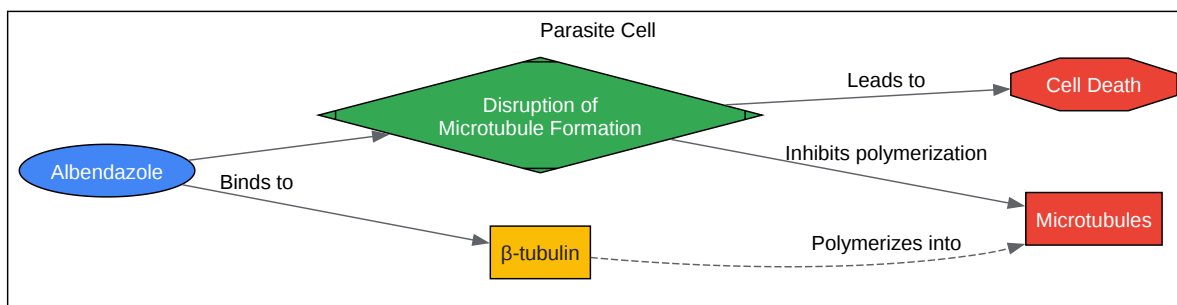 Parasite Cell
Disruption of
Microtubule Formation
Leads to
Cell Death
Albendazole
Binds to
Inhibits polymerization
Microtubules
β-tubulin
Polymerizes into